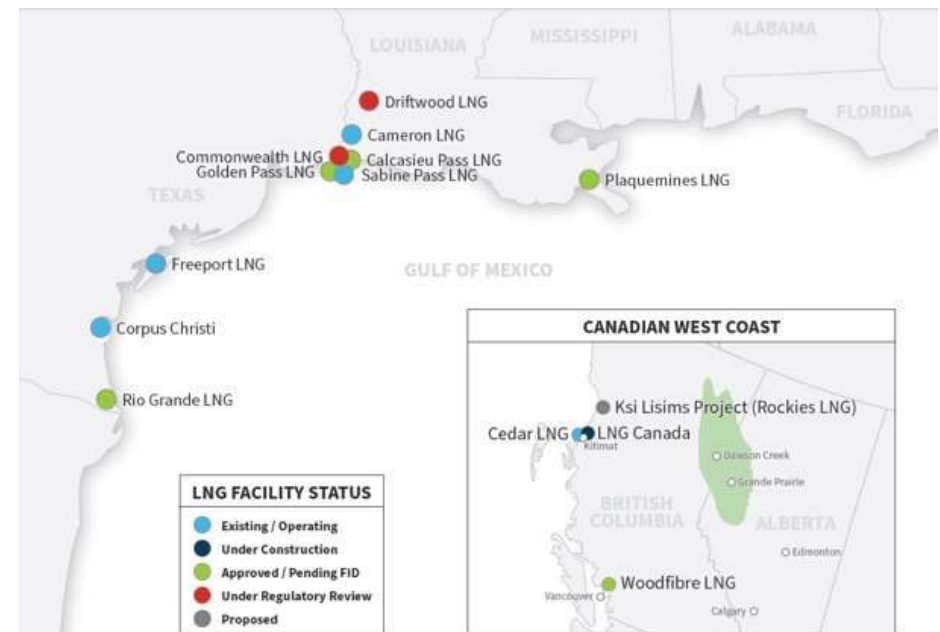 LOUISIANA
MISSISSIPPI
ALABAMA
FLORIDA
Driftwood LNG
Cameron LNG
Commonwealth LNG
Calcasieu Pass LNG
Golden Pass LNG
Sabine Pass LNG
Plaquemines LNG
TEXAS
Freeport LNG
GULF OF MEXICO
Corpus Christi
Rio Grande LNG
CANADIAN WEST COAST
Ksi Lisims Project (Rockies LNG)
Cedar LNG
LNG Canada
Kitimat
Dawson Creek
Grande Prairie
BRITISH
COLUMBIA
ALBERTA
Edmonton
Woodfibre LNG
Vancouver
Calgary
LNG FACILITY STATUS
Existing / Operating
Under Construction
Approved / Pending FID
Under Regulatory Review
Proposed